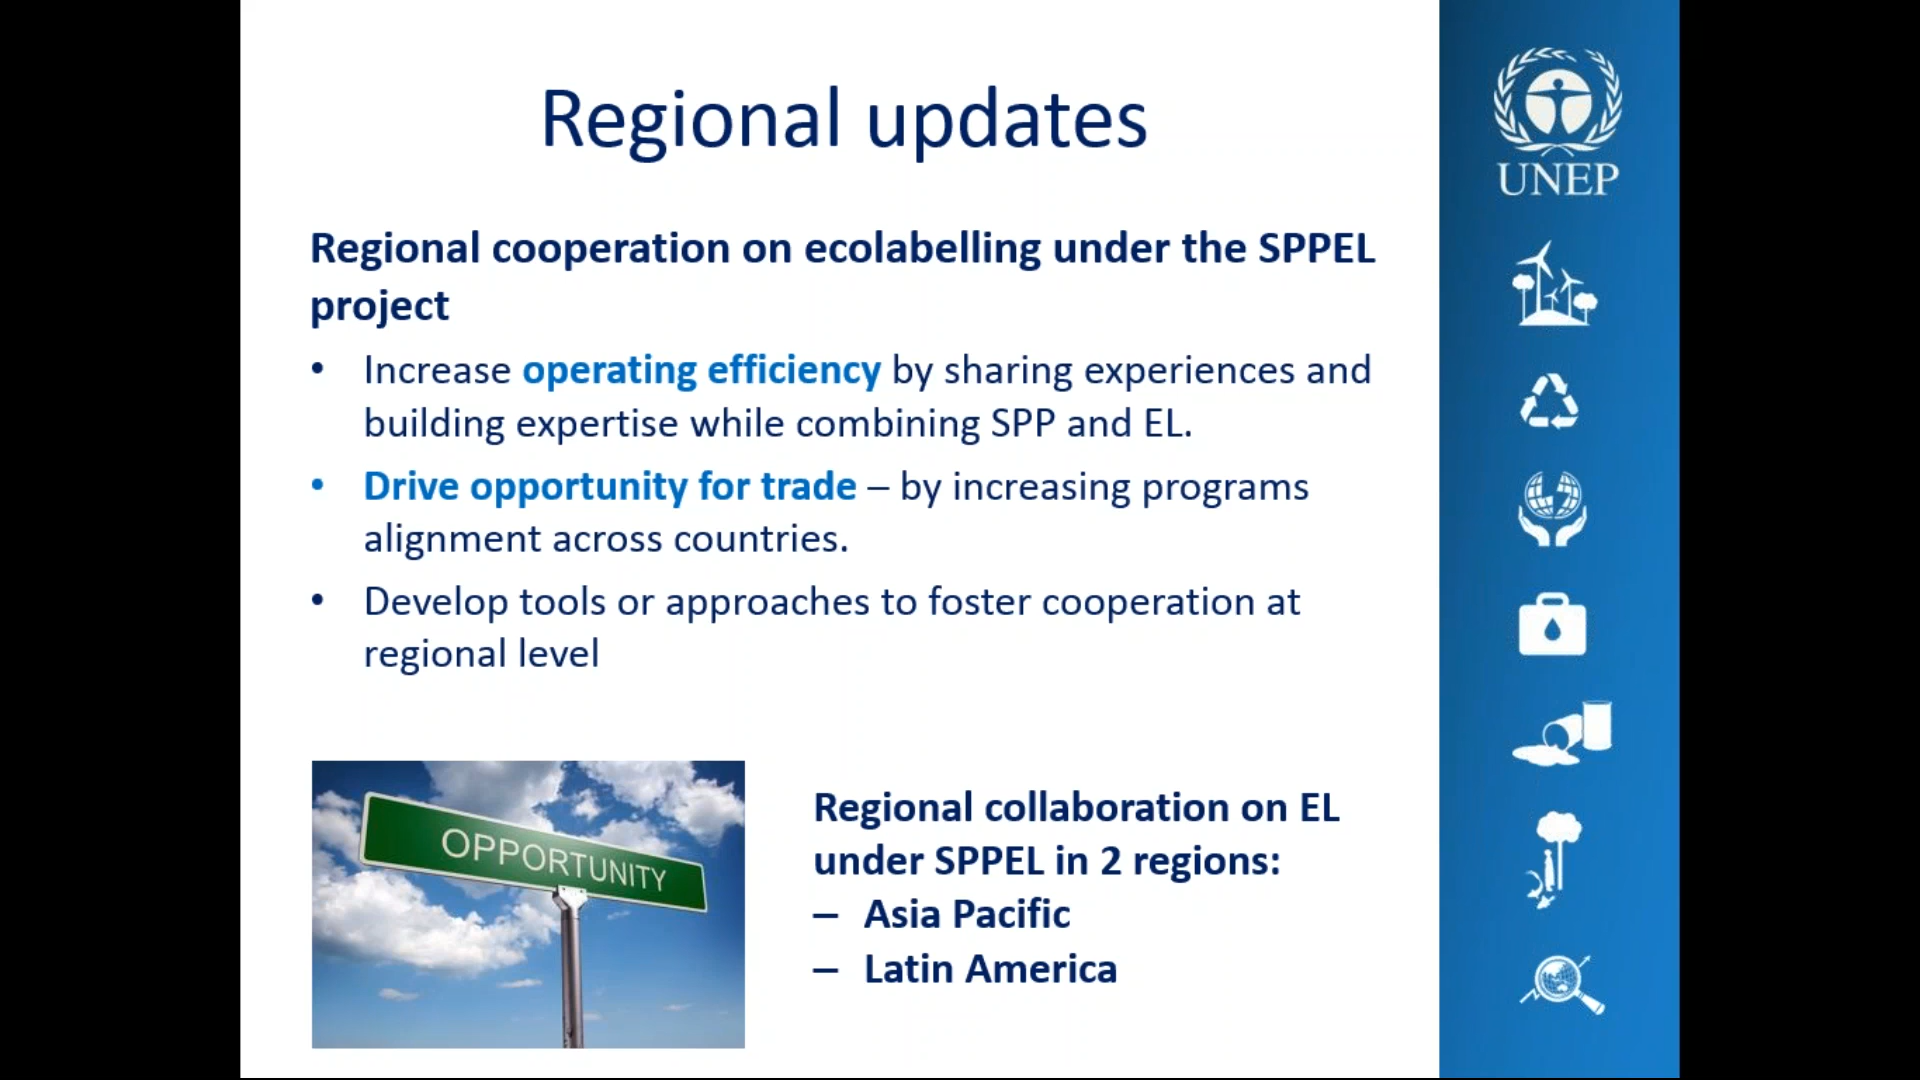 Regional updates
Regional cooperation on ecolabelling under the SPPEL
project
• Increase operating efficiency by sharing experiences and
building expertise while combining SPP and EL.
• Drive opportunity for trade – by increasing programs
alignment across countries.
• Develop tools or approaches to foster cooperation at
regional level
OPPORTUNITY
Regional collaboration on EL
under SPPEL in 2 regions:
– Asia Pacific
– Latin America
UNEP